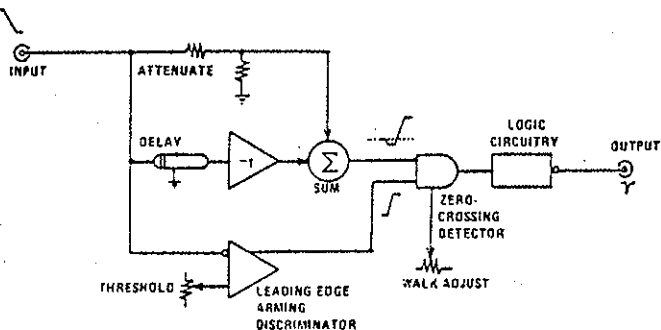 INPUT
ATTENUATE
DELAY
-1
Σ
SUM
LOGIC
CIRCUITRY
OUTPUT
ZERO-
CROSSING
DETECTOR
THRESHOLD
LEADING EDGE
ARMING
DISCRIMINATOR
WALK ADJUST